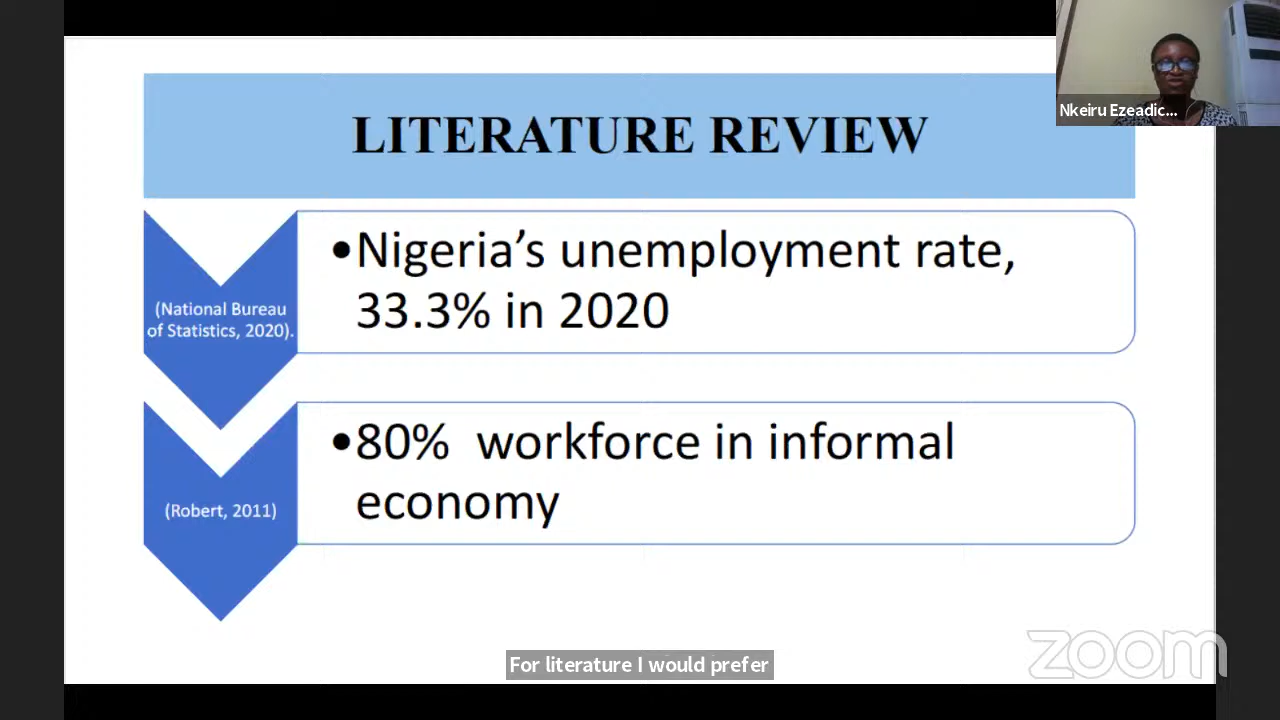 LITERATURE REVIEW
Nkeiru Ezeadic...
(National Bureau
of Statistics, 2020).
•Nigeria’s unemployment rate,
33.3% in 2020
(Robert, 2011)
•80%  workforce in informal
economy
For literature I would prefer
zoom